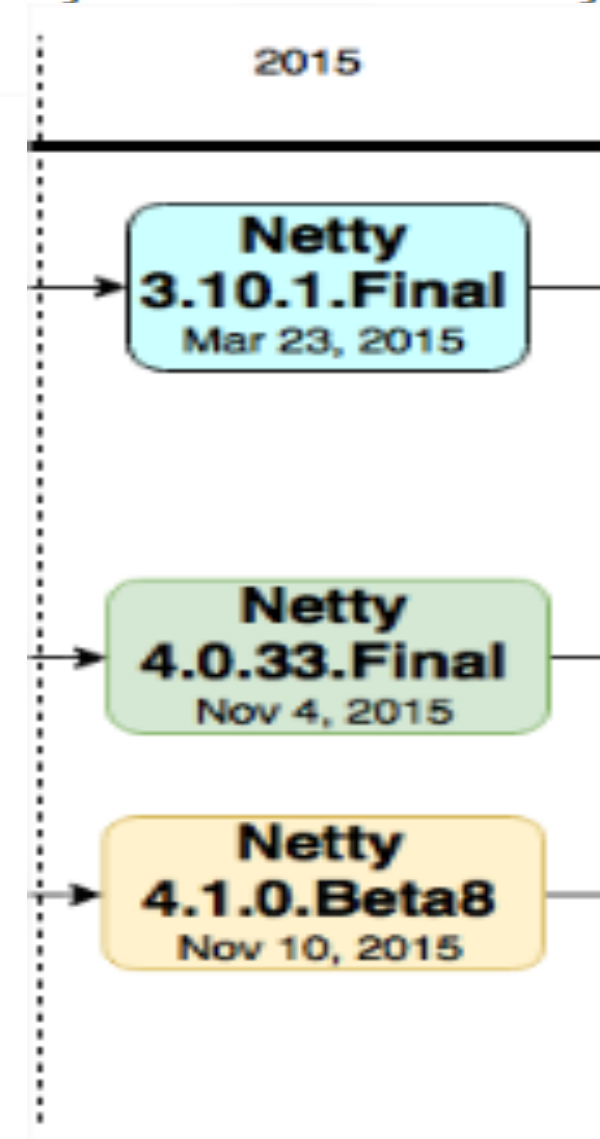 2015
Netty
3.10.1.Final
Mar 23, 2015
Netty
4.0.33.Final
Nov 4, 2015
Netty
4.1.0.Beta8
Nov 10, 2015